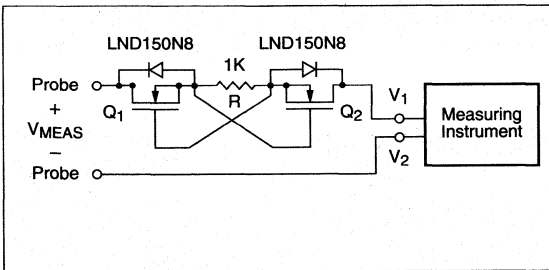 LND150N8
LND150N8
1K
R
Q1
Q2
Probe
+
VMEAS
−
Probe
V1
V2
Measuring
Instrument